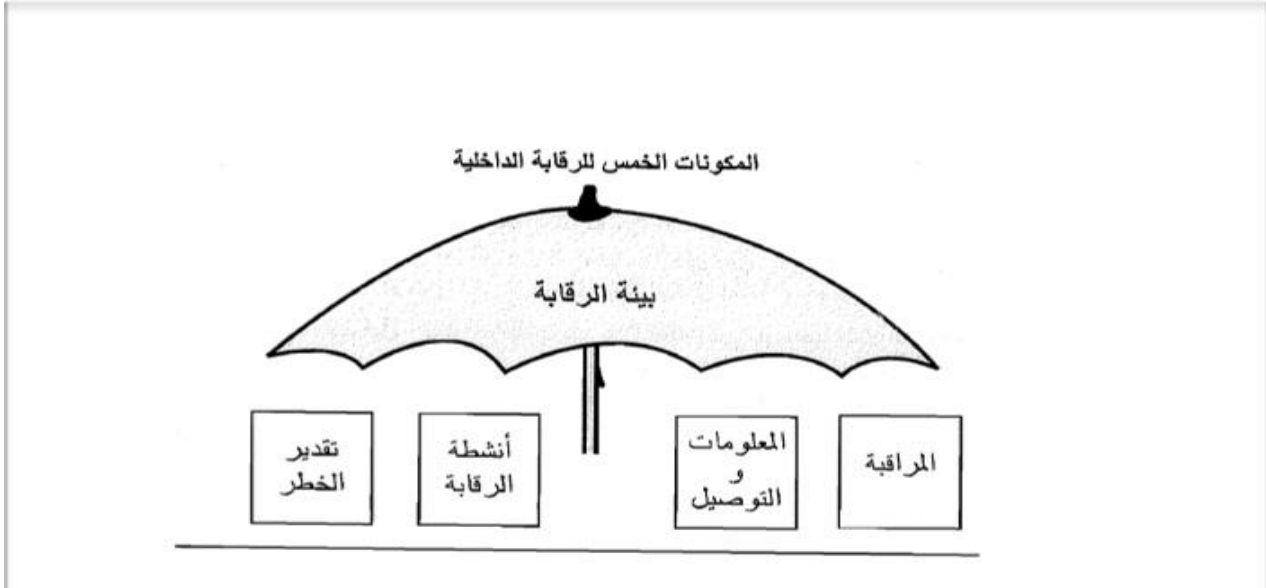 المكونات الخمس للرقابة الداخلية
بيئة الرقابة
المراقبة
المعلومات
و
التوصيل
أنشطة
الرقابة
تقدير
الخطر